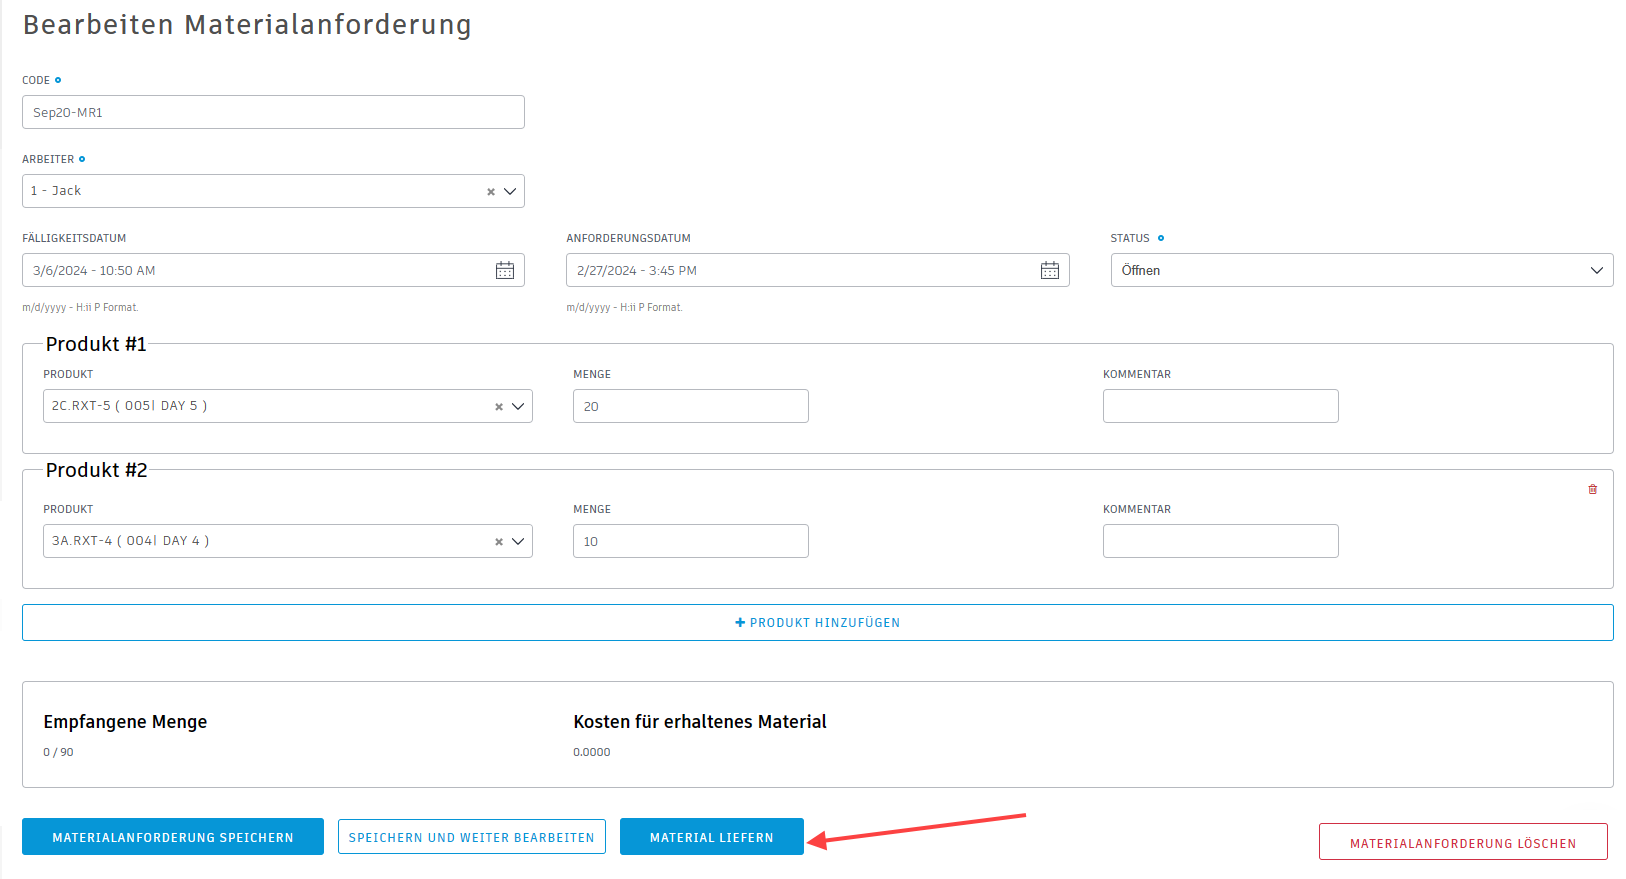 Bearbeiten Materialanforderung
CODE
Sep20-MR1
ARBEITER
1 - Jack
FÄLLIGKEITSDATUM ANFORDERUNGSDATUM STATUS
3/6/2024 - 10:50 AM 2/27/2024 - 3:45 PM Öffnen
m/d/yyyy - H:ii P Format. m/d/yyyy - H:ii P Format.
Produkt #1
PRODUKT MENGE KOMMENTAR
2C.RXT-5 ( 005| DAY 5 ) 20
Produkt #2
PRODUKT MENGE KOMMENTAR
3A.RXT-4 ( 004| DAY 4 ) 10
+ PRODUKT HINZUFÜGEN
Empfangene Menge Kosten für erhaltenes Material
0 / 90 0.0000
MATERIALANFORDERUNG SPEICHERN SPEICHERN UND WEITER BEARBEITEN MATERIAL LIEFERN MATERIALANFORDERUNG LÖSCHEN